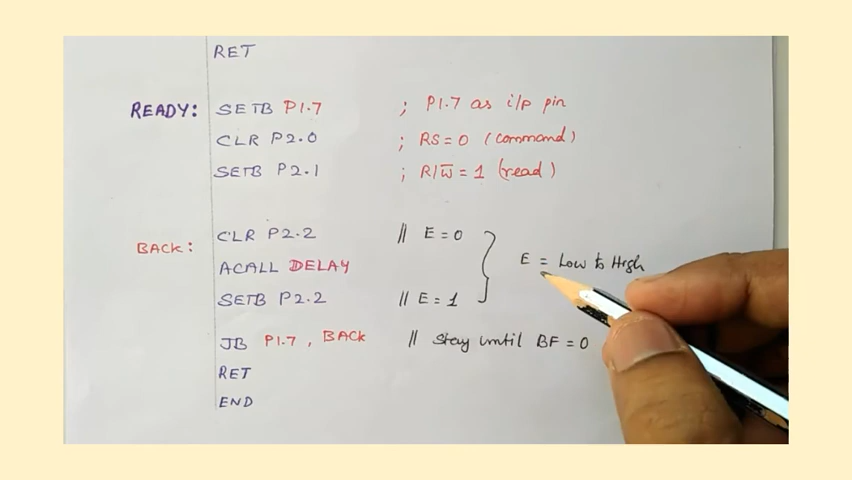 RET
READY: SETB P1.7 ; P1.7 as i/p pin
CLR P2.0 ; RS = 0 (command)
SETB P2.1 ; R/W̅ = 1 (read)
BACK: CLR P2.2 // E = 0
E = Low to High
ACALL DELAY
SETB P2.2 // E = 1
JB P1.7, BACK // Stay until BF = 0
RET
END